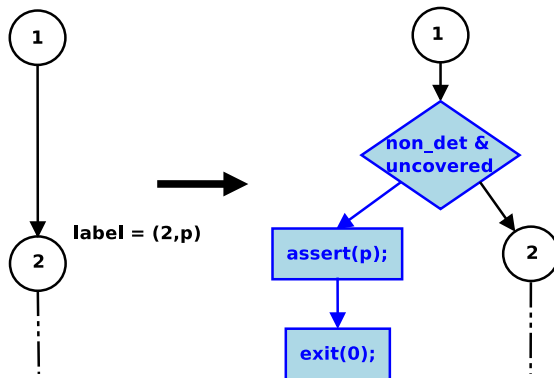 1
label = (2,p)
2
1
non_det &
uncovered
assert(p);
2
exit(0);